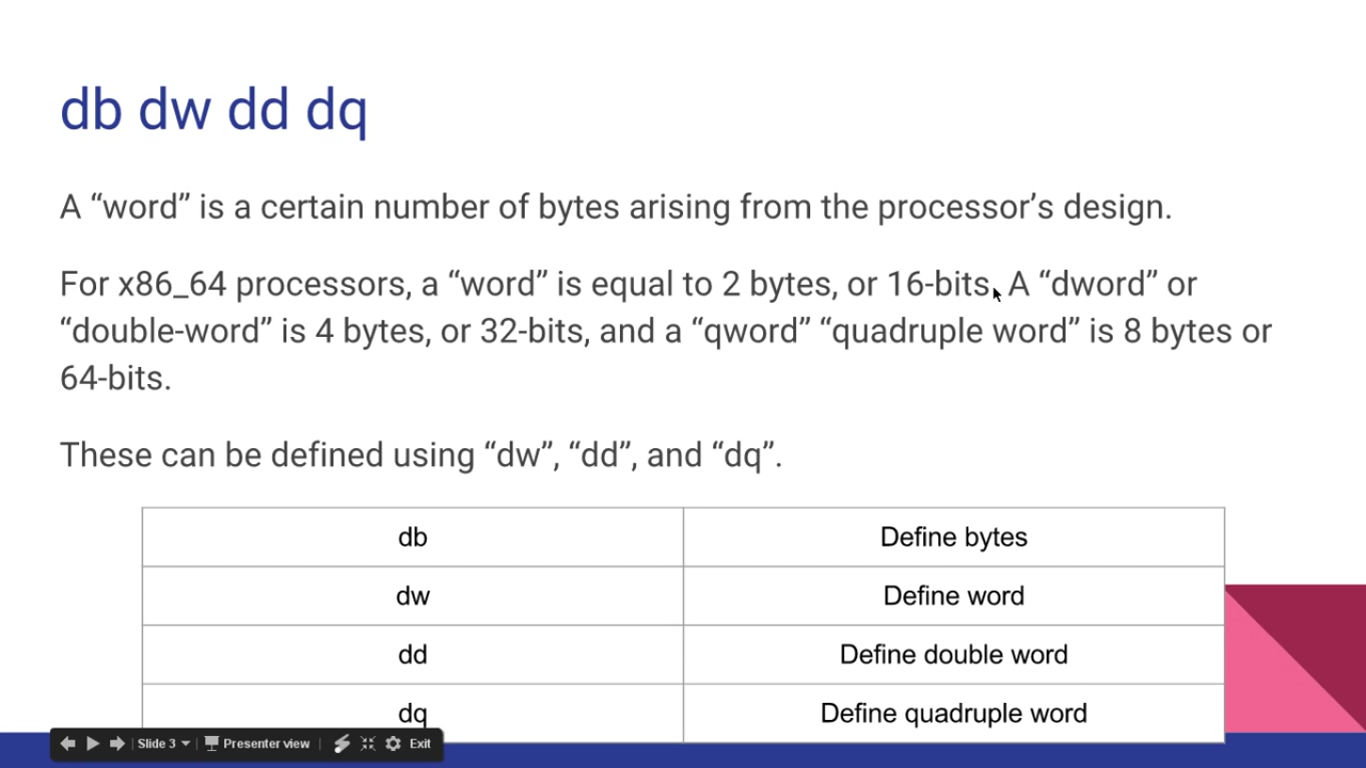 db dw dd dq
A “word” is a certain number of bytes arising from the processor’s design.
For x86_64 processors, a “word” is equal to 2 bytes, or 16-bits. A “dword” or
“double-word” is 4 bytes, or 32-bits, and a “qword” “quadruple word” is 8 bytes or
64-bits.
These can be defined using “dw”, “dd”, and “dq”.
db Define bytes
dw Define word
dd Define double word
dq Define quadruple word
Slide 3 Presenter view Exit